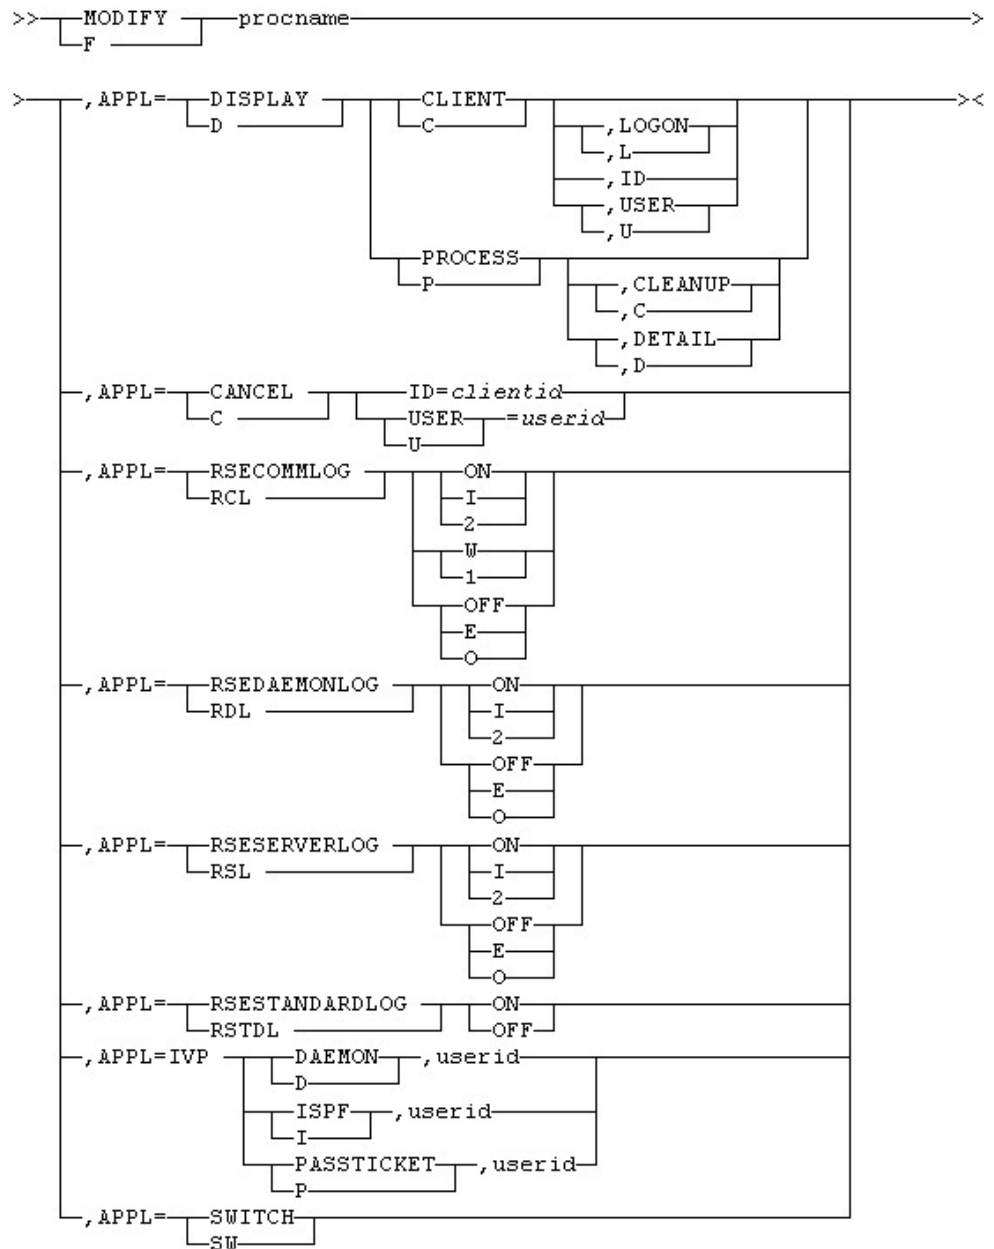 >> MODIFY procname >
F
> ,APPL= DISPLAY CLIENT ><
D C ,LOGON
,L
,ID
,USER
,U
PROCESS
P ,CLEANUP
,C
,DETAIL
,D
,APPL= CANCEL ID=clientid
C USER =userid
U
,APPL= RSECOMMLOG ON
RCL I
2
W
1
OFF
E
O
,APPL= RSEDAEMONLOG ON
RDL I
2
OFF
E
O
,APPL= RSESERVERLOG ON
RSL I
2
OFF
E
O
,APPL= RSESTANDARDLOG ON
RSTDL OFF
,APPL=IVP DAEMON ,userid
D
ISPF ,userid
I
PASSTICKET ,userid
P
,APPL= SWITCH
SW